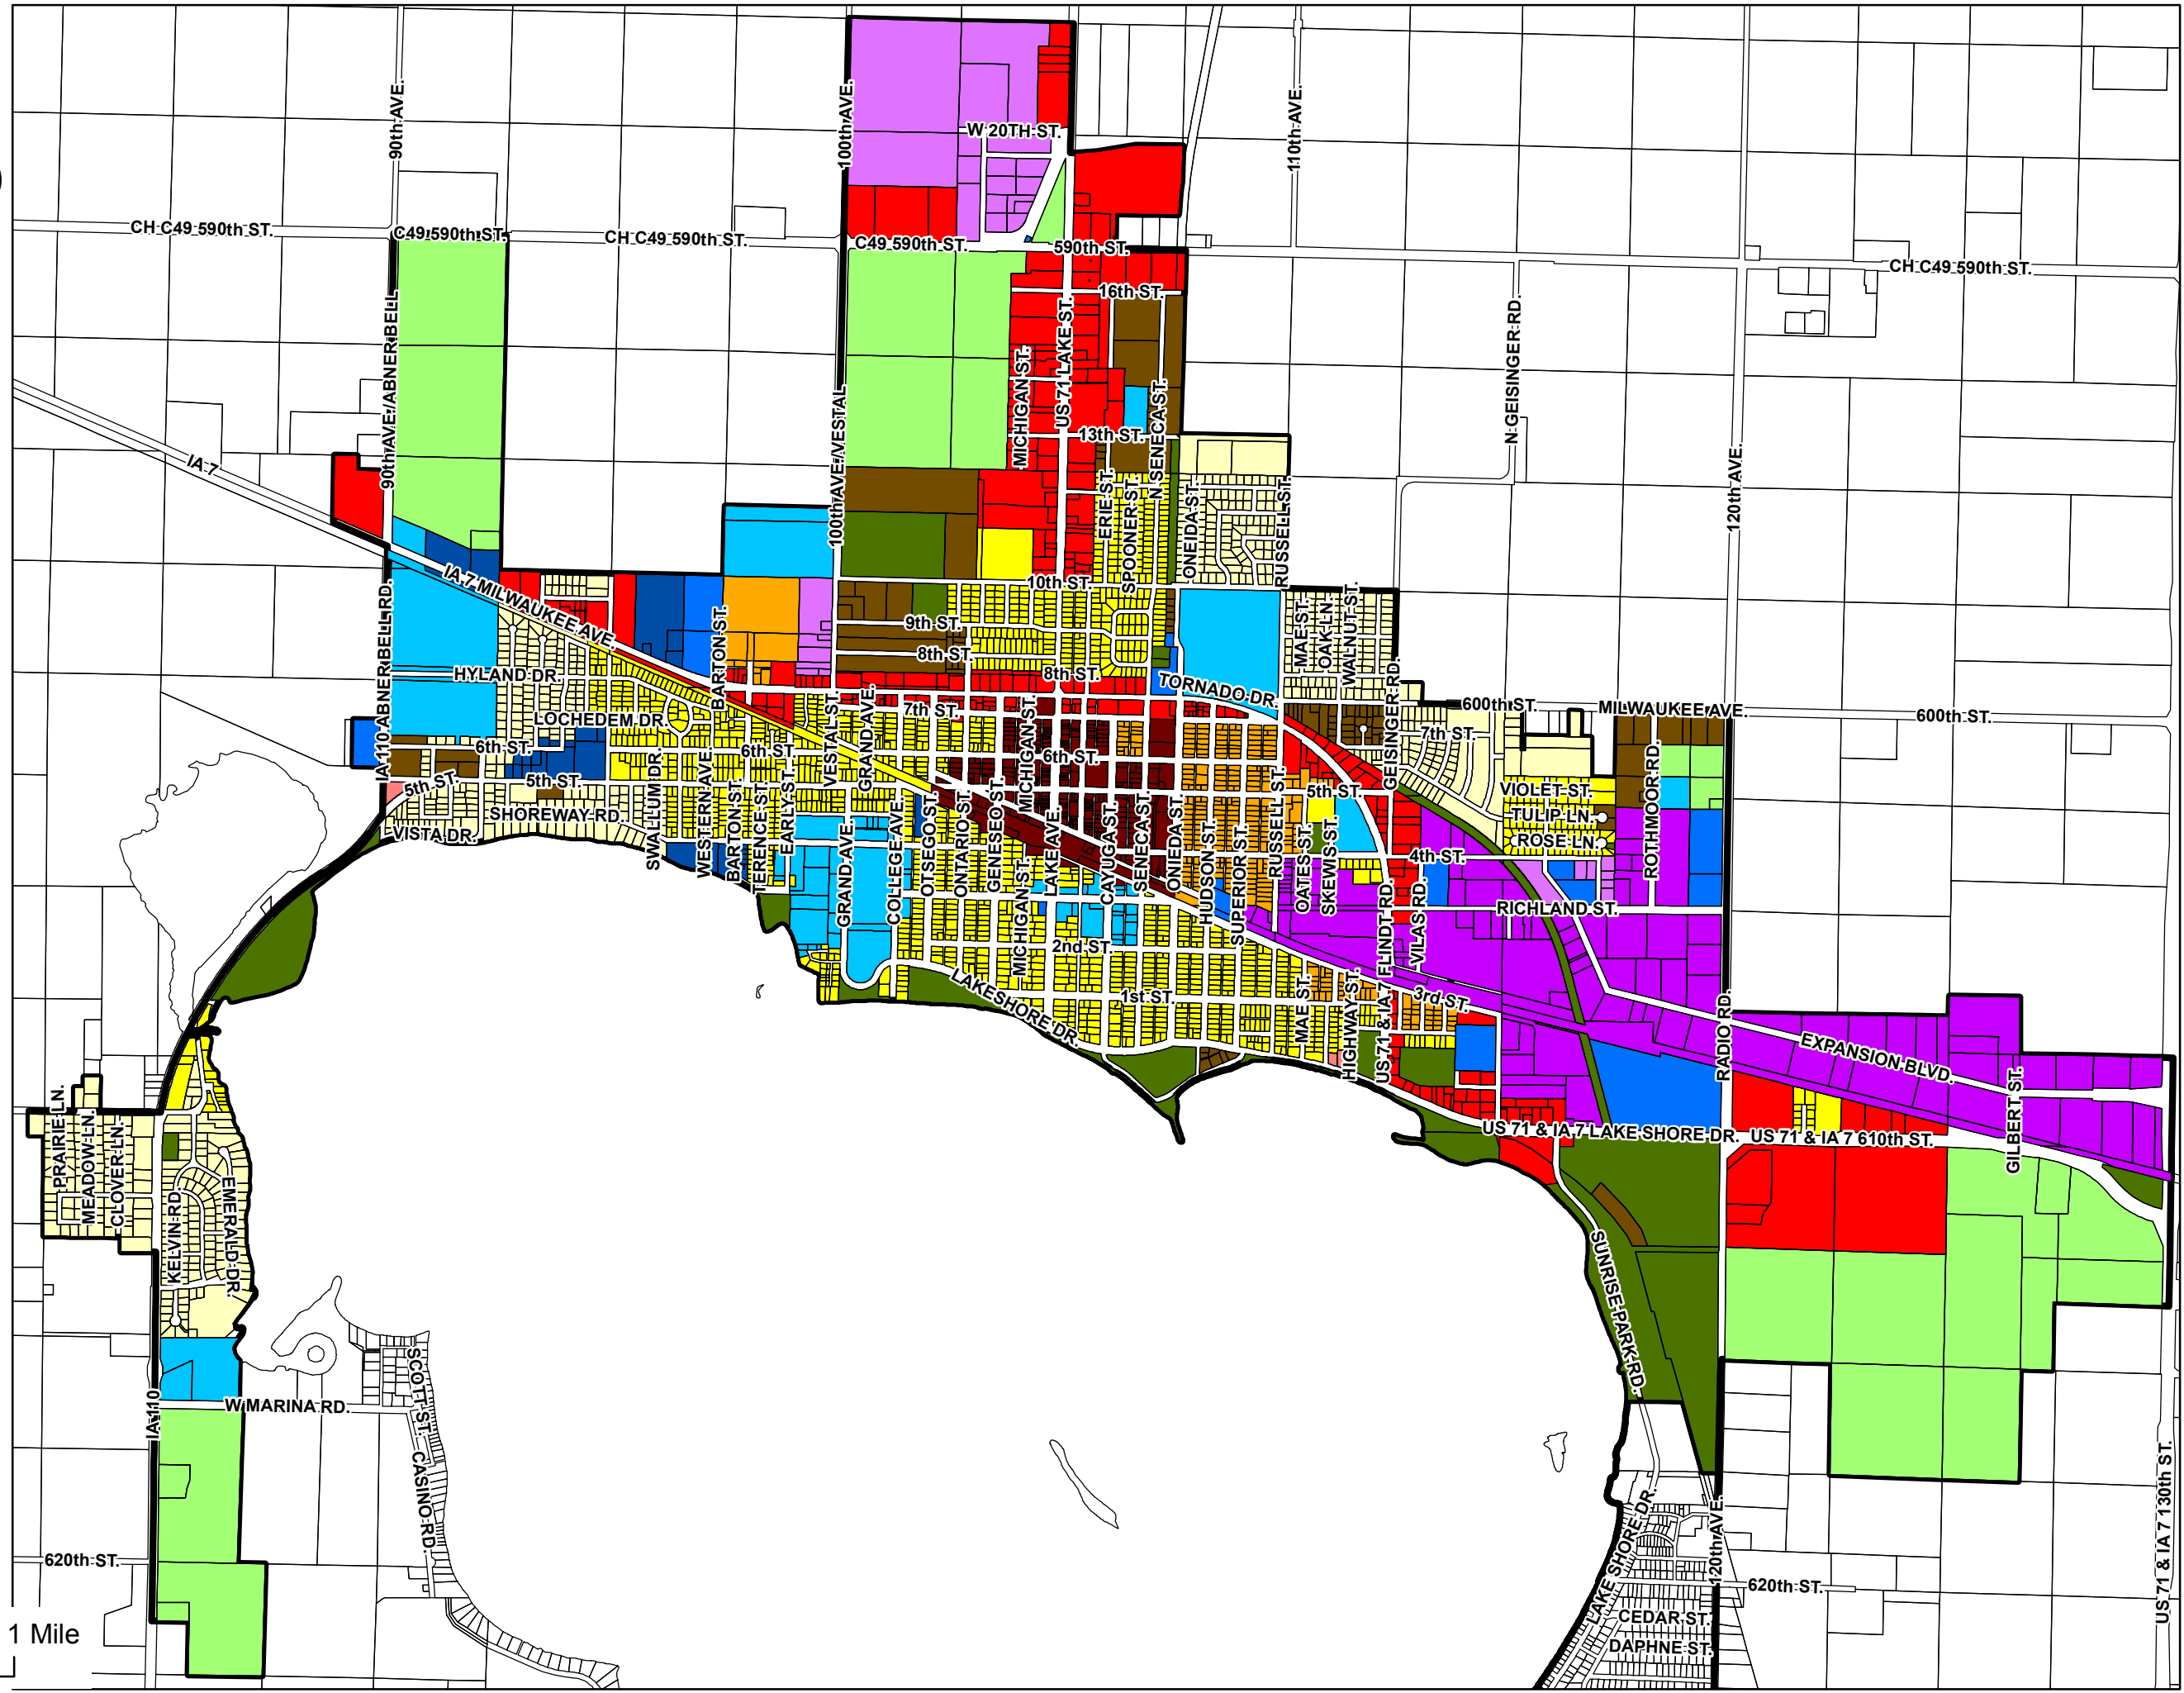 90th AVE.
100th AVE.
W 20TH ST.
110th AVE.
CH C49 590th ST.
C49 590th ST.
CH C49 590th ST.
C49 590th ST.
590th ST.
CH C49 590th ST.
16th ST.
90th AVE/ABNER BELL
100th AVE/VESTAL
MICHIGAN ST.
US 71 LAKE ST.
N SENECA ST.
13th ST.
N GEISINGER RD.
120th AVE.
IA 7
ERIE ST.
SPOONER ST.
ONEIDA ST.
RUSSELL ST.
IA 7 MILWAUKEE AVE.
10th ST.
IA 110 ABNER BELL RD.
BARTON ST.
9th ST.
MAE ST.
OAK LN.
WALNUT ST.
8th ST.
HYLAND DR.
8th ST.
TORNADO DR.
GEISINGER RD.
600th ST.
MILWAUKEE AVE.
600th ST.
LOCHEDEM DR.
7th ST.
7th ST.
6th ST.
6th ST.
6th ST.
VESTAL ST.
GRAND AVE.
MICHIGAN ST.
ROTHMOOR RD.
5th ST.
5th ST.
5th ST.
VIOLET ST.
SHOREWAY RD.
TULIP LN.
VISTA DR.
ROSE LN.
SWALLUM DR.
WESTERN AVE.
BARTON ST.
TERENCE ST.
EARLY ST.
GRAND AVE.
COLLEGE AVE.
OTSEGO ST.
ONTARIO ST.
GENESEO ST.
MICHIGAN ST.
LAKE AVE.
CAYUGA ST.
SENECA ST.
ONEDA ST.
HUDSON ST.
SUPERIOR ST.
RUSSELL ST.
OATES ST.
SKEWIS ST.
4th ST.
FLINDT RD.
VILAS RD.
RICHLAND ST.
2nd ST.
MICHIGAN ST.
LAKESHORE DR.
1st ST.
MAE ST.
HIGHWAY ST.
US 71 & IA 7
3rd ST.
RADIO RD.
EXPANSION BLVD.
GILBERT ST.
US 71 & IA 7 LAKE SHORE DR.
US 71 & IA 7 610th ST.
PRAIRIE LN.
MEADOW LN.
CLOVER LN.
KELVIN RD.
EMERALD DR.
SUNRISE PARK RD.
IA 110
W MARINA RD.
SCOTT ST.
CASINO RD.
620th ST.
LAKE SHORE DR.
120th AVE.
620th ST.
CEDAR ST.
DAPHNE ST.
US 71 & IA 7 130th ST.
1 Mile